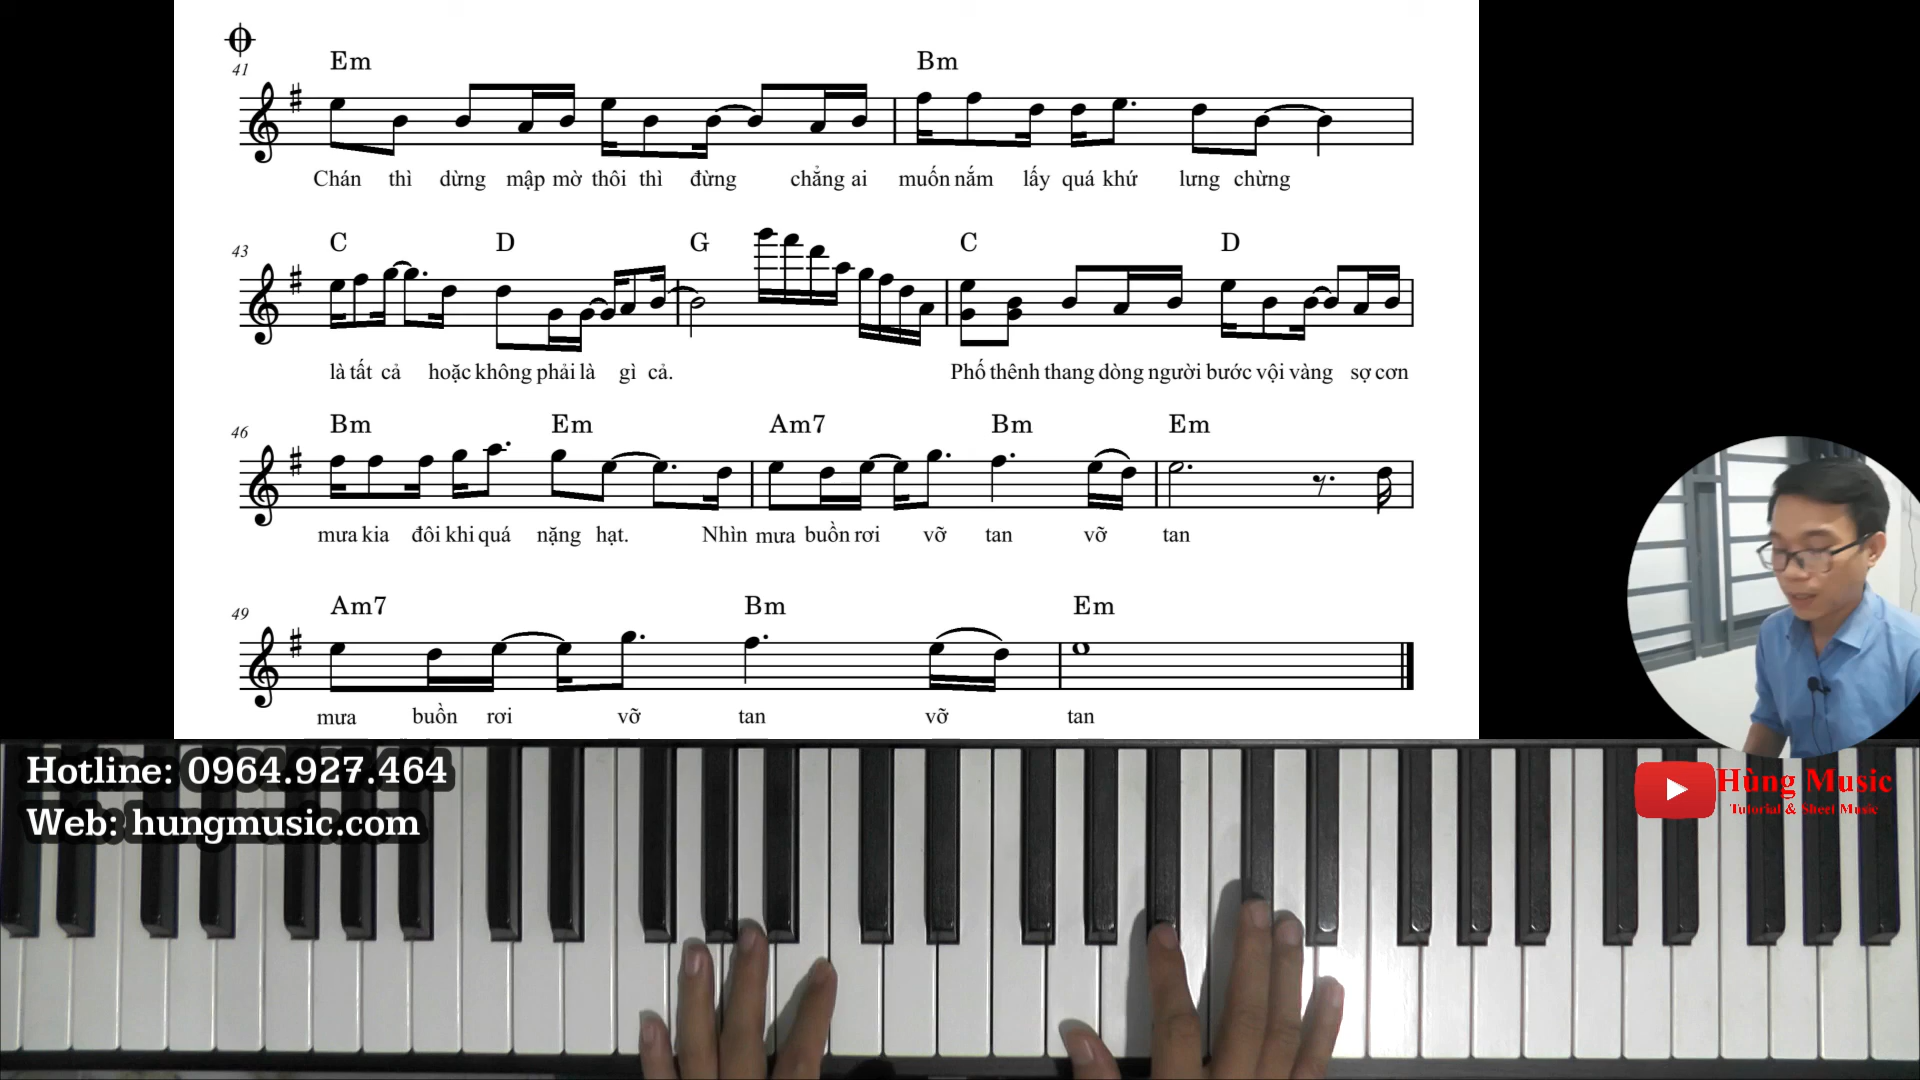 41 Em Bm
Chán thì dừng mập mờ thôi thì đừng chẳng ai muốn nắm lấy quá khứ lưng chừng
43 C D G C D
là tất cả hoặc không phải là gì cả. Phố thênh thang dòng người bước vội vàng sợ cơn
46 Bm Em Am7 Bm Em
mưa kia đôi khi quá nặng hạt. Nhìn mưa buồn rơi vỡ tan vỡ tan
49 Am7 Bm Em
mưa buồn rơi vỡ tan vỡ tan
Hotline: 0964.927.464
Web: hungmusic.com
Hùng Music
Tutorial & Sheet Music